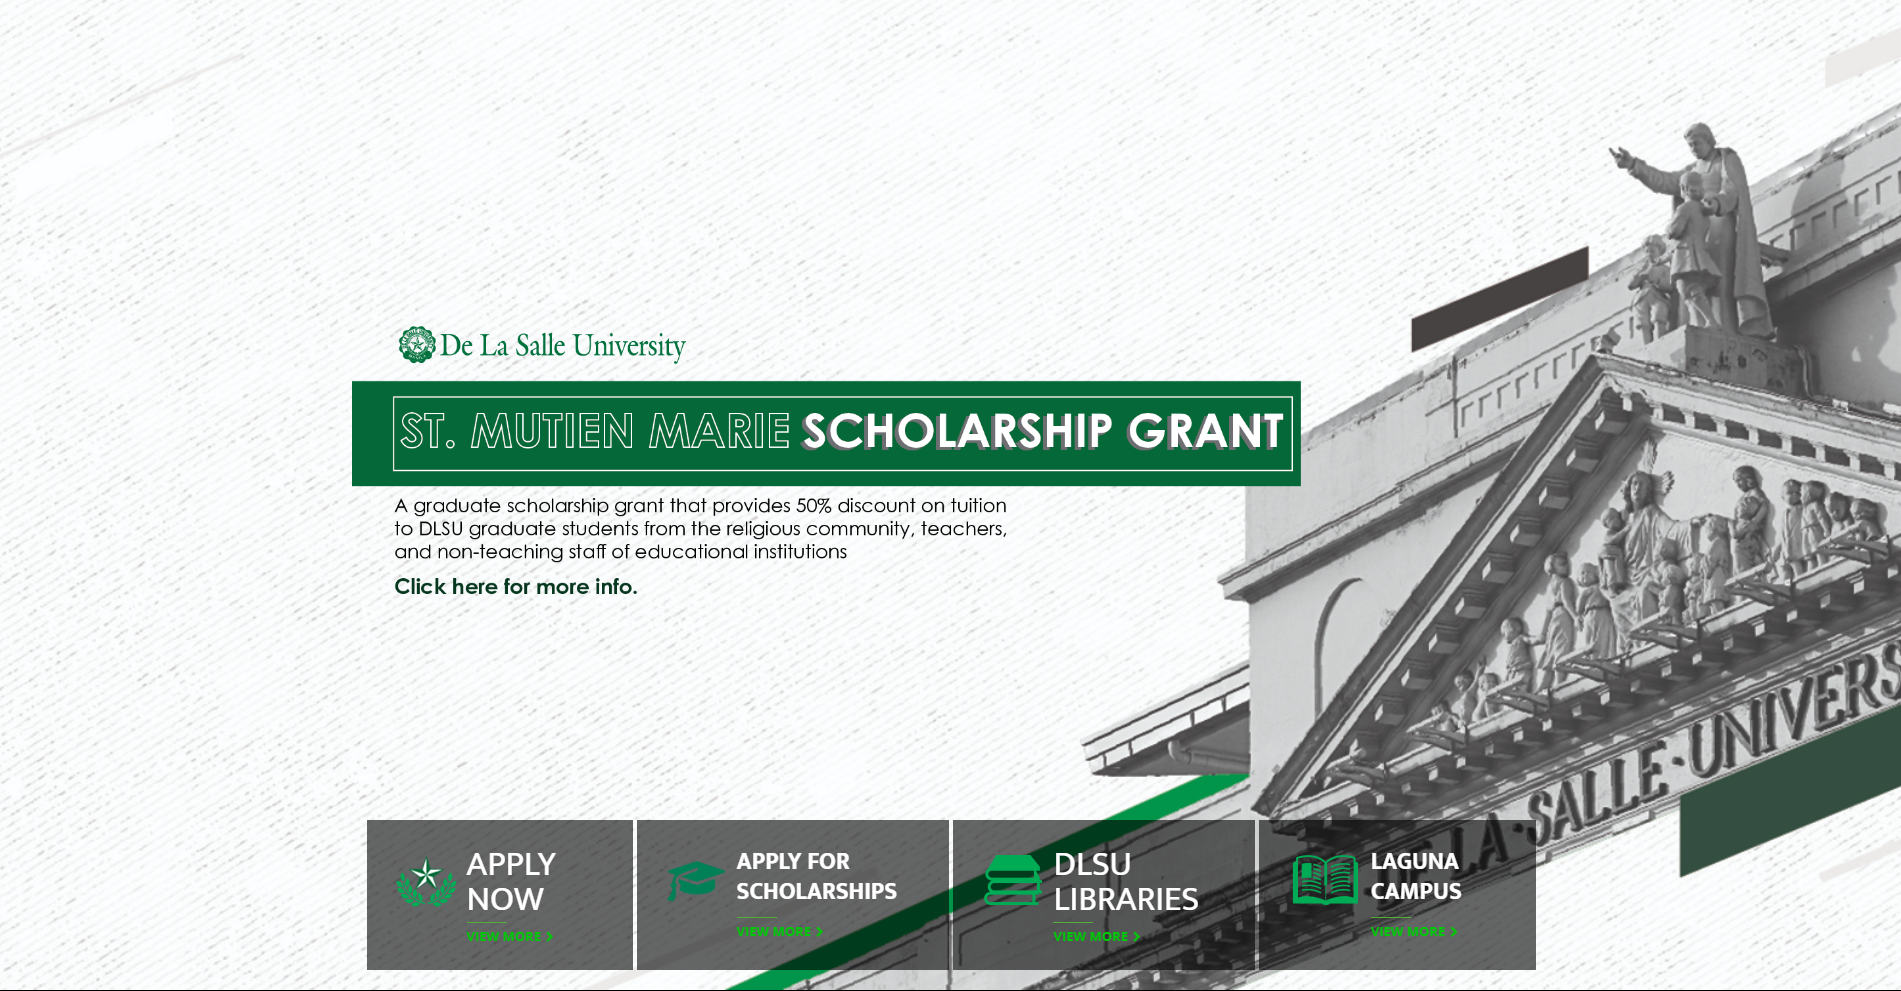 De La Salle University
ST. MUTIEN MARIE SCHOLARSHIP GRANT
A graduate scholarship grant that provides 50% discount on tuition
to DLSU graduate students from the religious community, teachers,
and non-teaching staff of educational institutions
Click here for more info.
LA·SALLE·UNIVERS
APPLY
NOW
VIEW MORE
APPLY FOR
SCHOLARSHIPS
VIEW MORE
DLSU
LIBRARIES
VIEW MORE
LAGUNA
CAMPUS
VIEW MORE